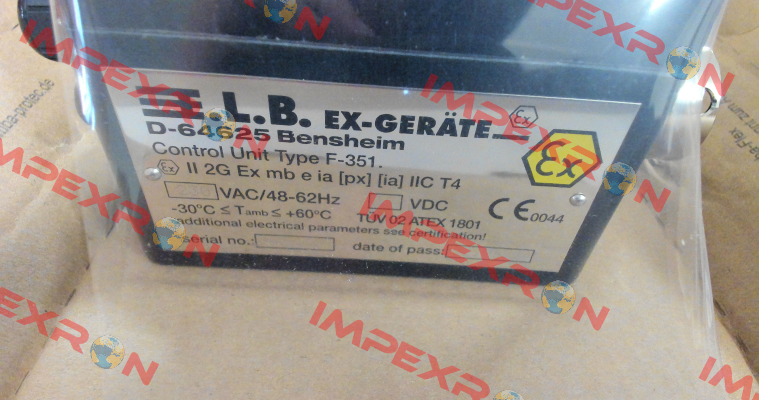 L.B. EX-GERÄTE
D-64625 Bensheim
Control Unit Type F-351.
II 2G Ex mb e ia [px] [ia] IIC T4
VAC/48-62Hz VDC
-30°C ≤ Tamb ≤ +60°C TÜV 02 ATEX 1801
CE 0044
additional electrical parameters see certification!
serial no.: date of pass:
Ex
Ex
IMPEXRON
IMPEXRON
IMPEXRON
IMPEXRON
IMPEXRON
IMPEXRON